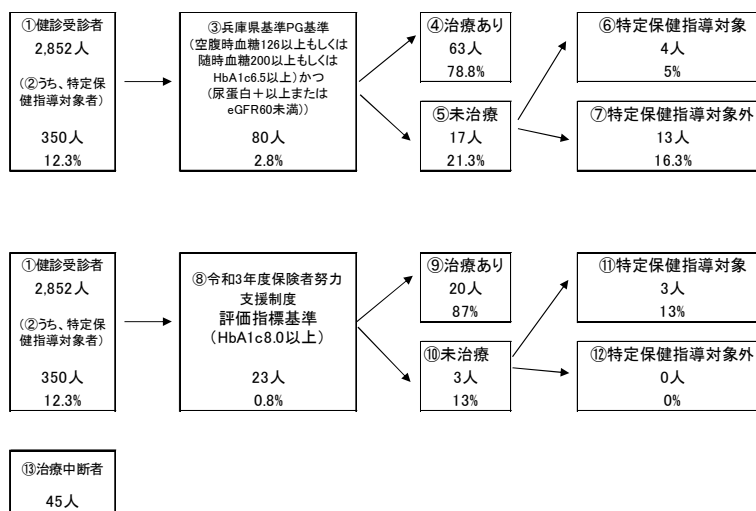 ①健診受診者
2,852人
(②うち、特定保
健指導対象者)
350人
12.3%
③兵庫県基準PG基準
(空腹時血糖126以上もしくは
随時血糖200以上もしくは
HbA1c6.5以上)かつ
(尿蛋白+以上または
eGFR60未満))
80人
2.8%
④治療あり
63人
78.8%
⑤未治療
17人
21.3%
⑥特定保健指導対象
4人
5%
⑦特定保健指導対象外
13人
16.3%
①健診受診者
2,852人
(②うち、特定保
健指導対象者)
350人
12.3%
⑧令和3年度保険者努力
支援制度
評価指標基準
(HbA1c8.0以上)
23人
0.8%
⑨治療あり
20人
87%
⑩未治療
3人
13%
⑪特定保健指導対象
3人
13%
⑫特定保健指導対象外
0人
0%
⑬治療中断者
45人